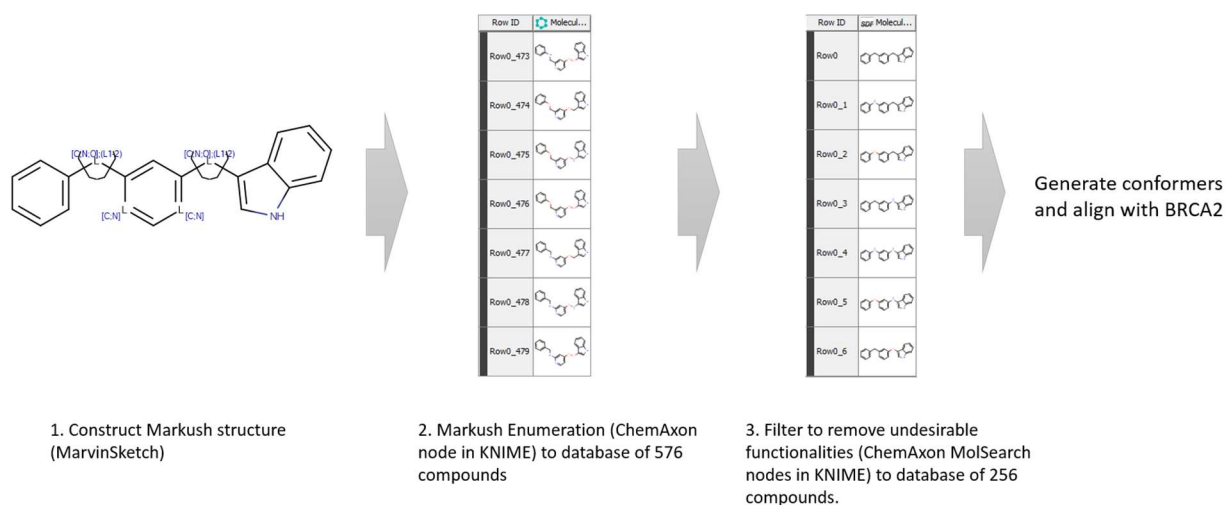 Row ID Molecul...
Row0_473
Row0_474
Row0_475
Row0_476
Row0_477
Row0_478
Row0_479
Row ID SDF Molecul...
Row0
Row0_1
Row0_2
Row0_3
Row0_4
Row0_5
Row0_6
[C:N:O];(L1:2) [C:N:O];(L1:2)
L L
[C:N] L L [C:N]
NH
Generate conformers
and align with BRCA2
1. Construct Markush structure
(MarvinSketch)
2. Markush Enumeration (ChemAxon
node in KNIME) to database of 576
compounds
3. Filter to remove undesirable
functionalities (ChemAxon MolSearch
nodes in KNIME) to database of 256
compounds.